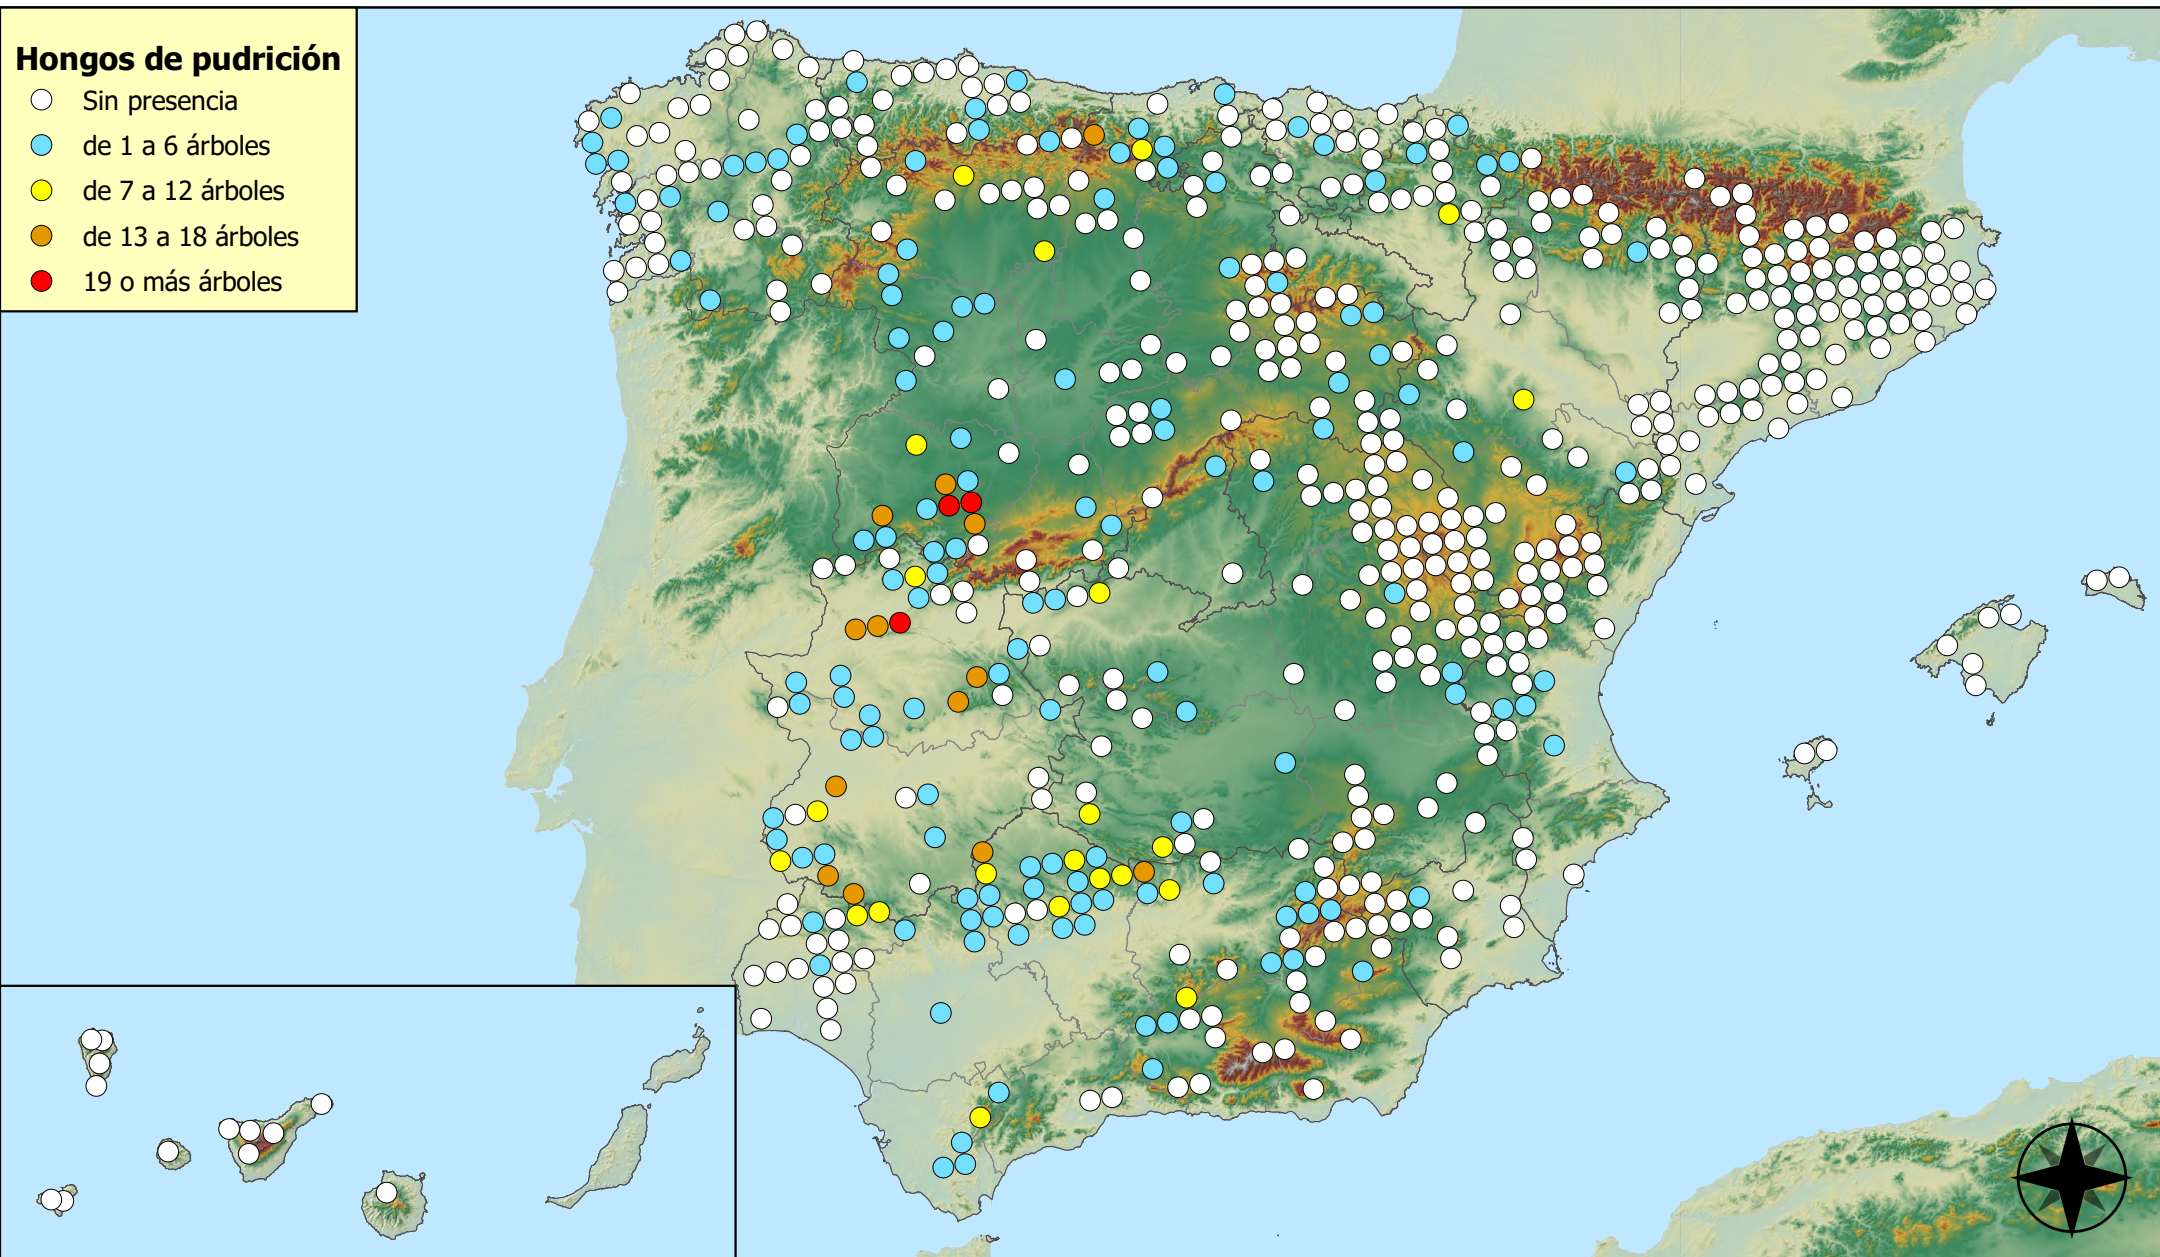 Hongos de pudrición
Sin presencia
de 1 a 6 árboles
de 7 a 12 árboles
de 13 a 18 árboles
19 o más árboles